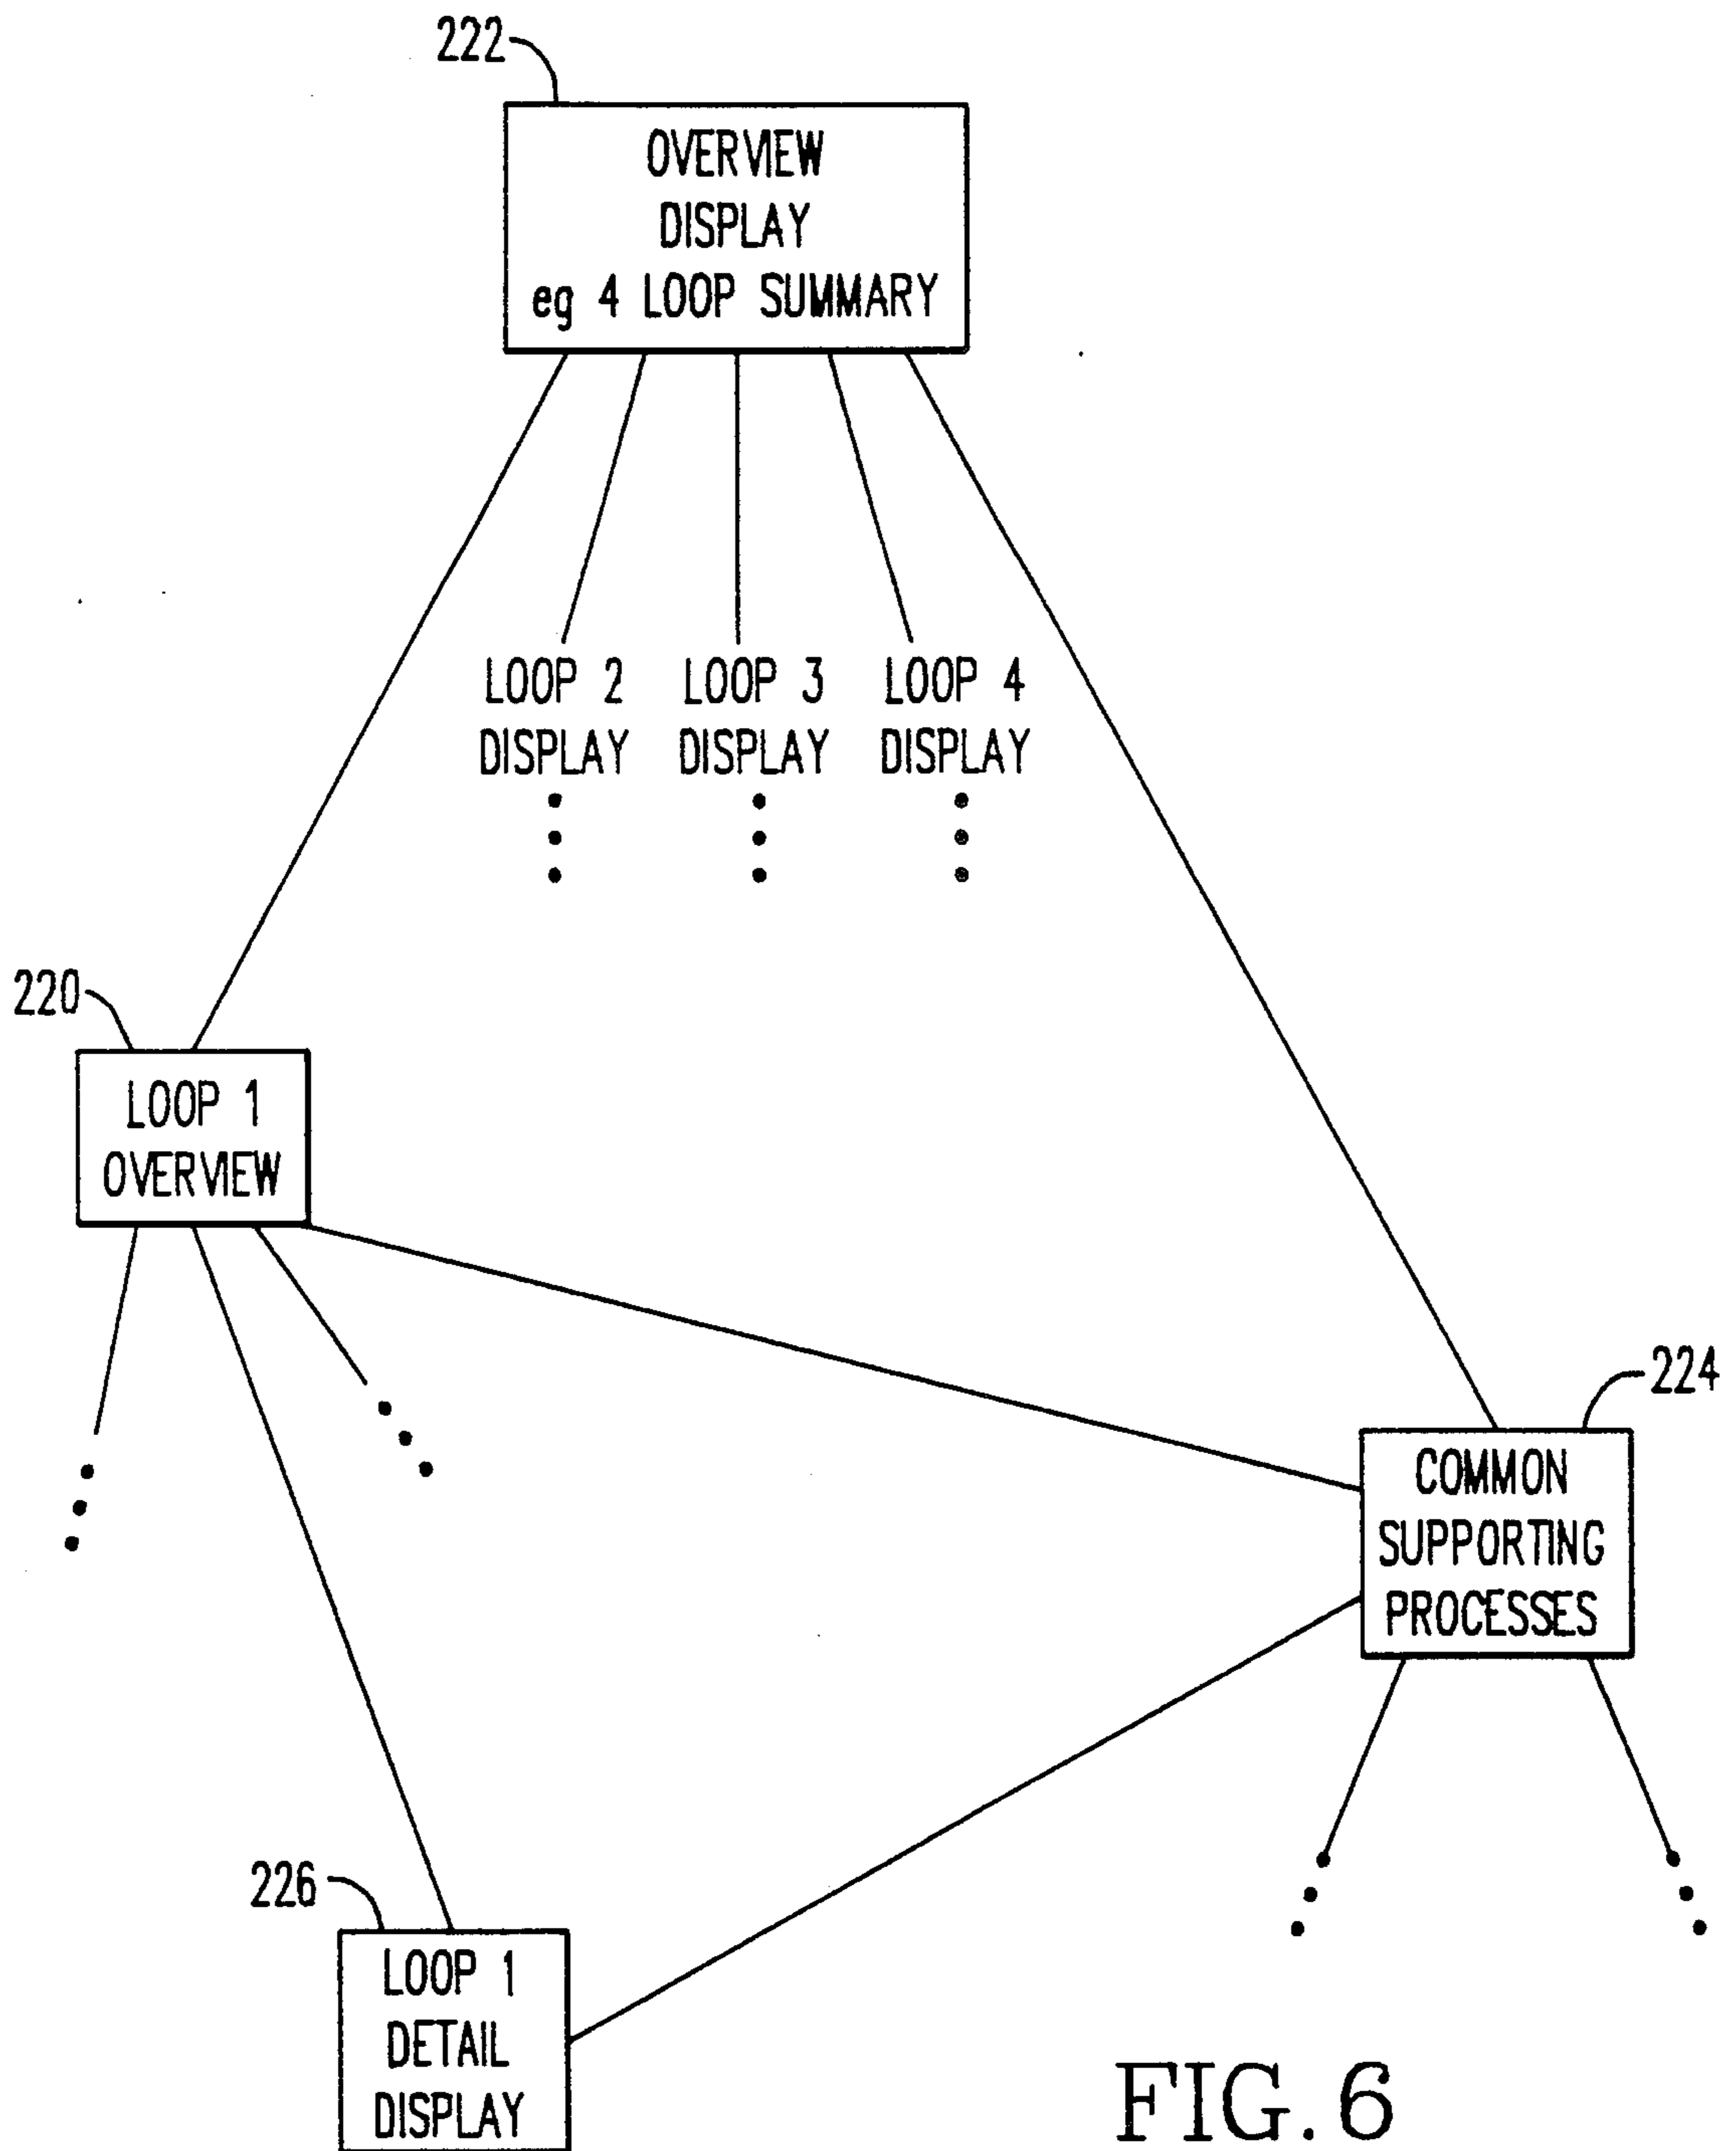 222
OVERVIEW
DISPLAY
eg 4 LOOP SUMMARY
LOOP 2
DISPLAY
LOOP 3
DISPLAY
LOOP 4
DISPLAY
220
LOOP 1
OVERVIEW
224
COMMON
SUPPORTING
PROCESSES
226
LOOP 1
DETAIL
DISPLAY
FIG. 6